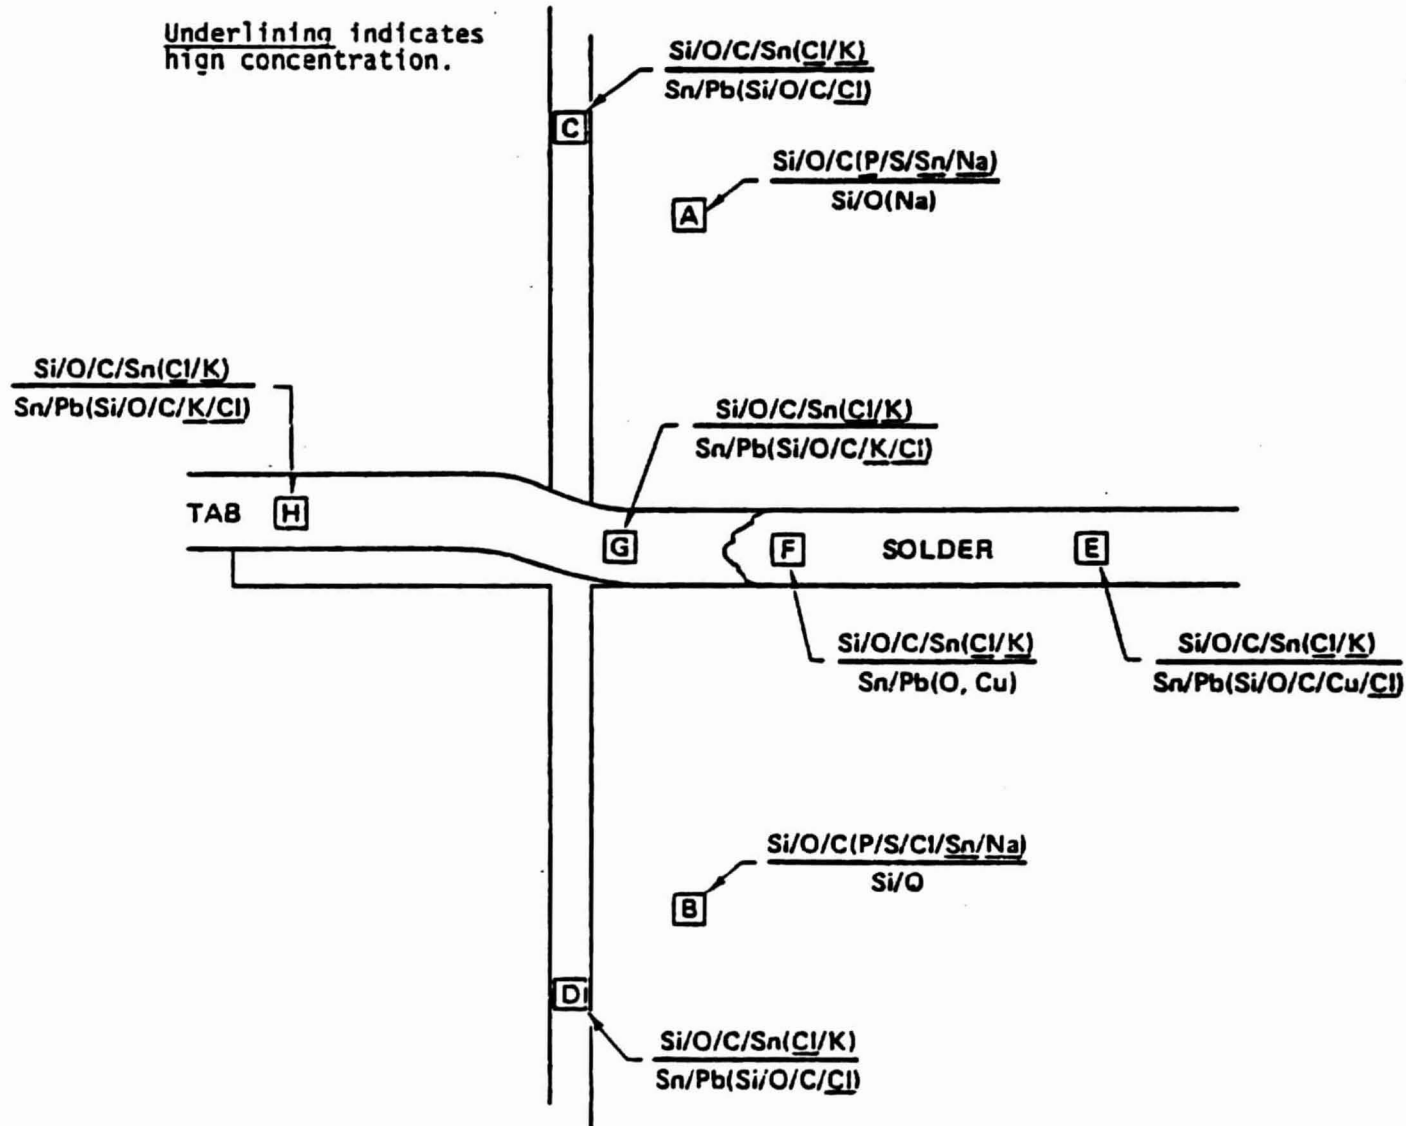 Underlining indicates
hign concentration.
Si/O/C/Sn(Cl/K)
Sn/Pb(Si/O/C/Cl)
C
Si/O/C(P/S/Sn/Na)
Si/O(Na)
A
Si/O/C/Sn(Cl/K)
Sn/Pb(Si/O/C/K/Cl)
Si/O/C/Sn(Cl/K)
Sn/Pb(Si/O/C/K/Cl)
TAB
H
G
F
SOLDER
E
Si/O/C/Sn(Cl/K)
Sn/Pb(O, Cu)
Si/O/C/Sn(Cl/K)
Sn/Pb(Si/O/C/Cu/Cl)
Si/O/C(P/S/Cl/Sn/Na)
Si/O
B
D
Si/O/C/Sn(Cl/K)
Sn/Pb(Si/O/C/Cl)